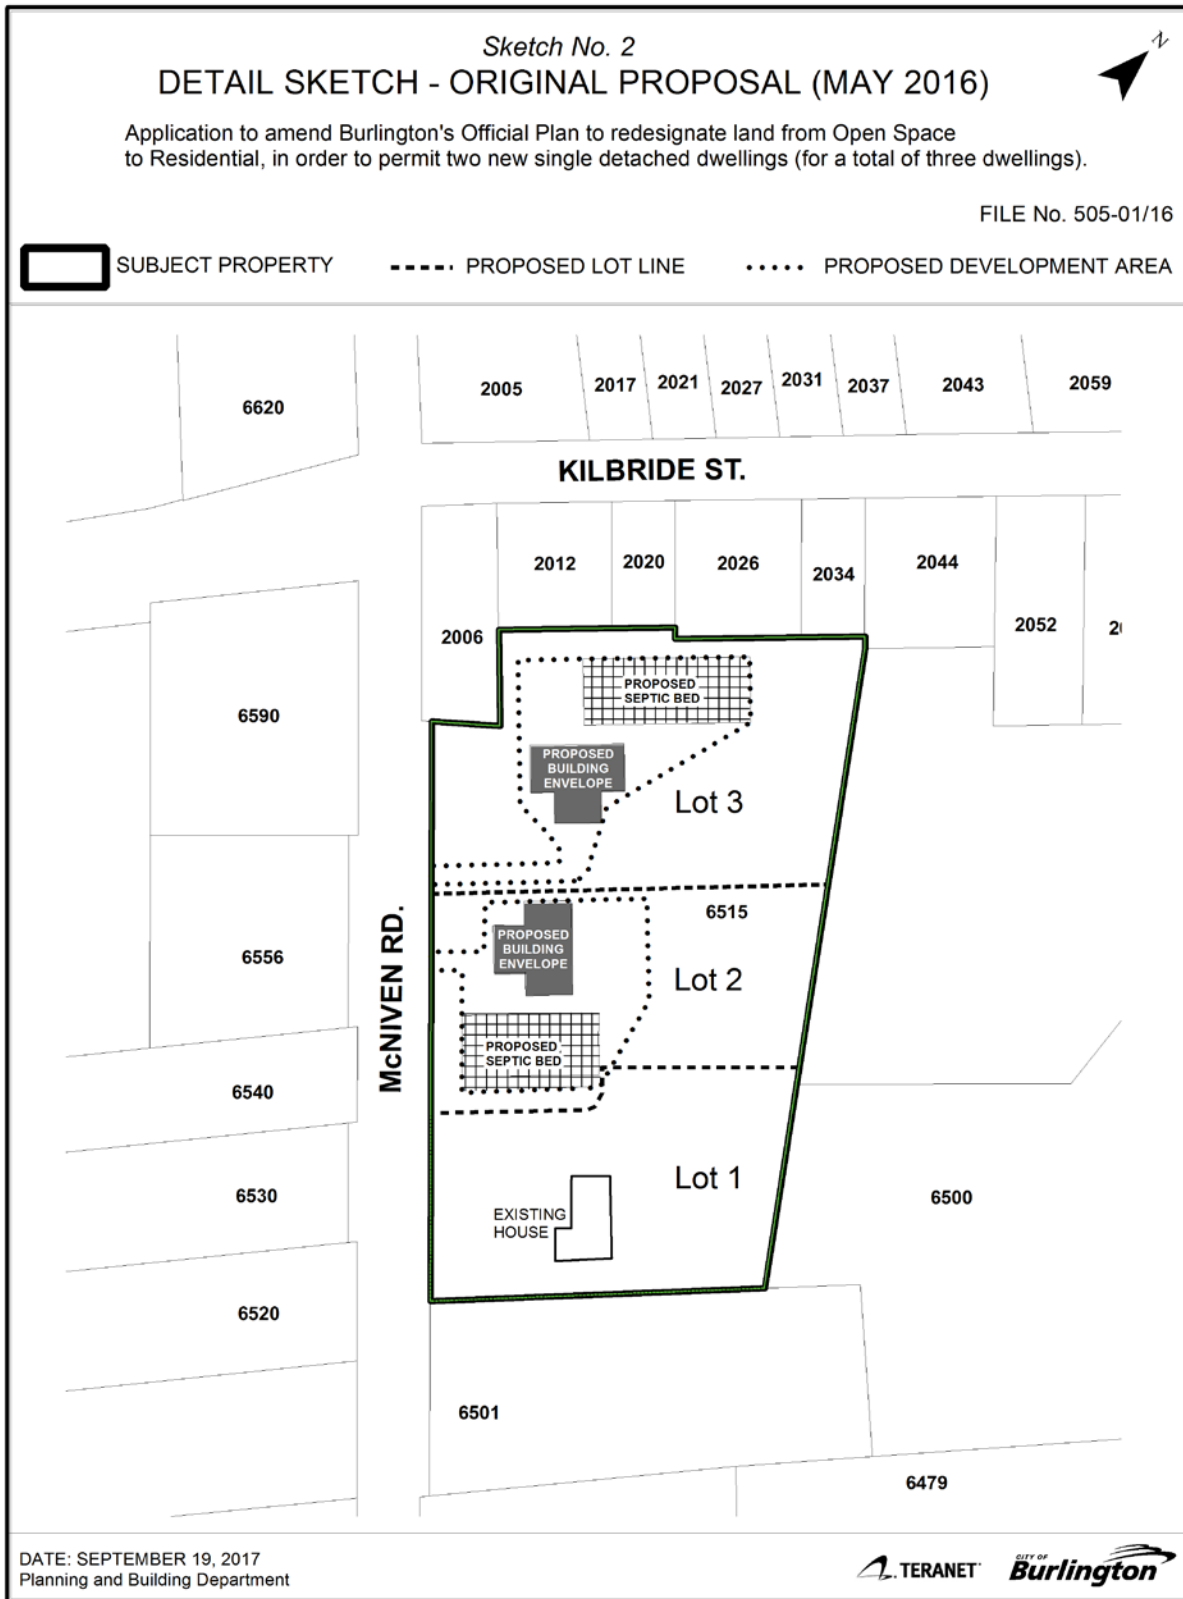 Sketch No. 2
DETAIL SKETCH - ORIGINAL PROPOSAL (MAY 2016)
N
Application to amend Burlington's Official Plan to redesignate land from Open Space
to Residential, in order to permit two new single detached dwellings (for a total of three dwellings).
FILE No. 505-01/16
SUBJECT PROPERTY
PROPOSED LOT LINE
PROPOSED DEVELOPMENT AREA
6620
2005
2017
2021
2027
2031
2037
2043
2059
KILBRIDE ST.
2006
2012
2020
2026
2034
2044
2052
6590
PROPOSED
SEPTIC BED
PROPOSED
BUILDING
ENVELOPE
Lot 3
6515
McNIVEN RD.
6556
PROPOSED
BUILDING
ENVELOPE
Lot 2
PROPOSED
SEPTIC BED
6540
6530
Lot 1
EXISTING
HOUSE
6500
6520
6501
6479
DATE: SEPTEMBER 19, 2017
Planning and Building Department
TERANET
CITY OF
Burlington